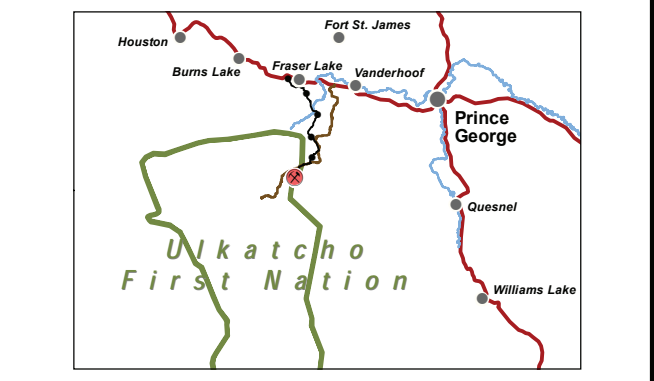 Fort St. James
Houston
Burns Lake
Fraser Lake
Vanderhoof
Prince
George
Quesnel
Ulkatcho
First Nation
Williams Lake